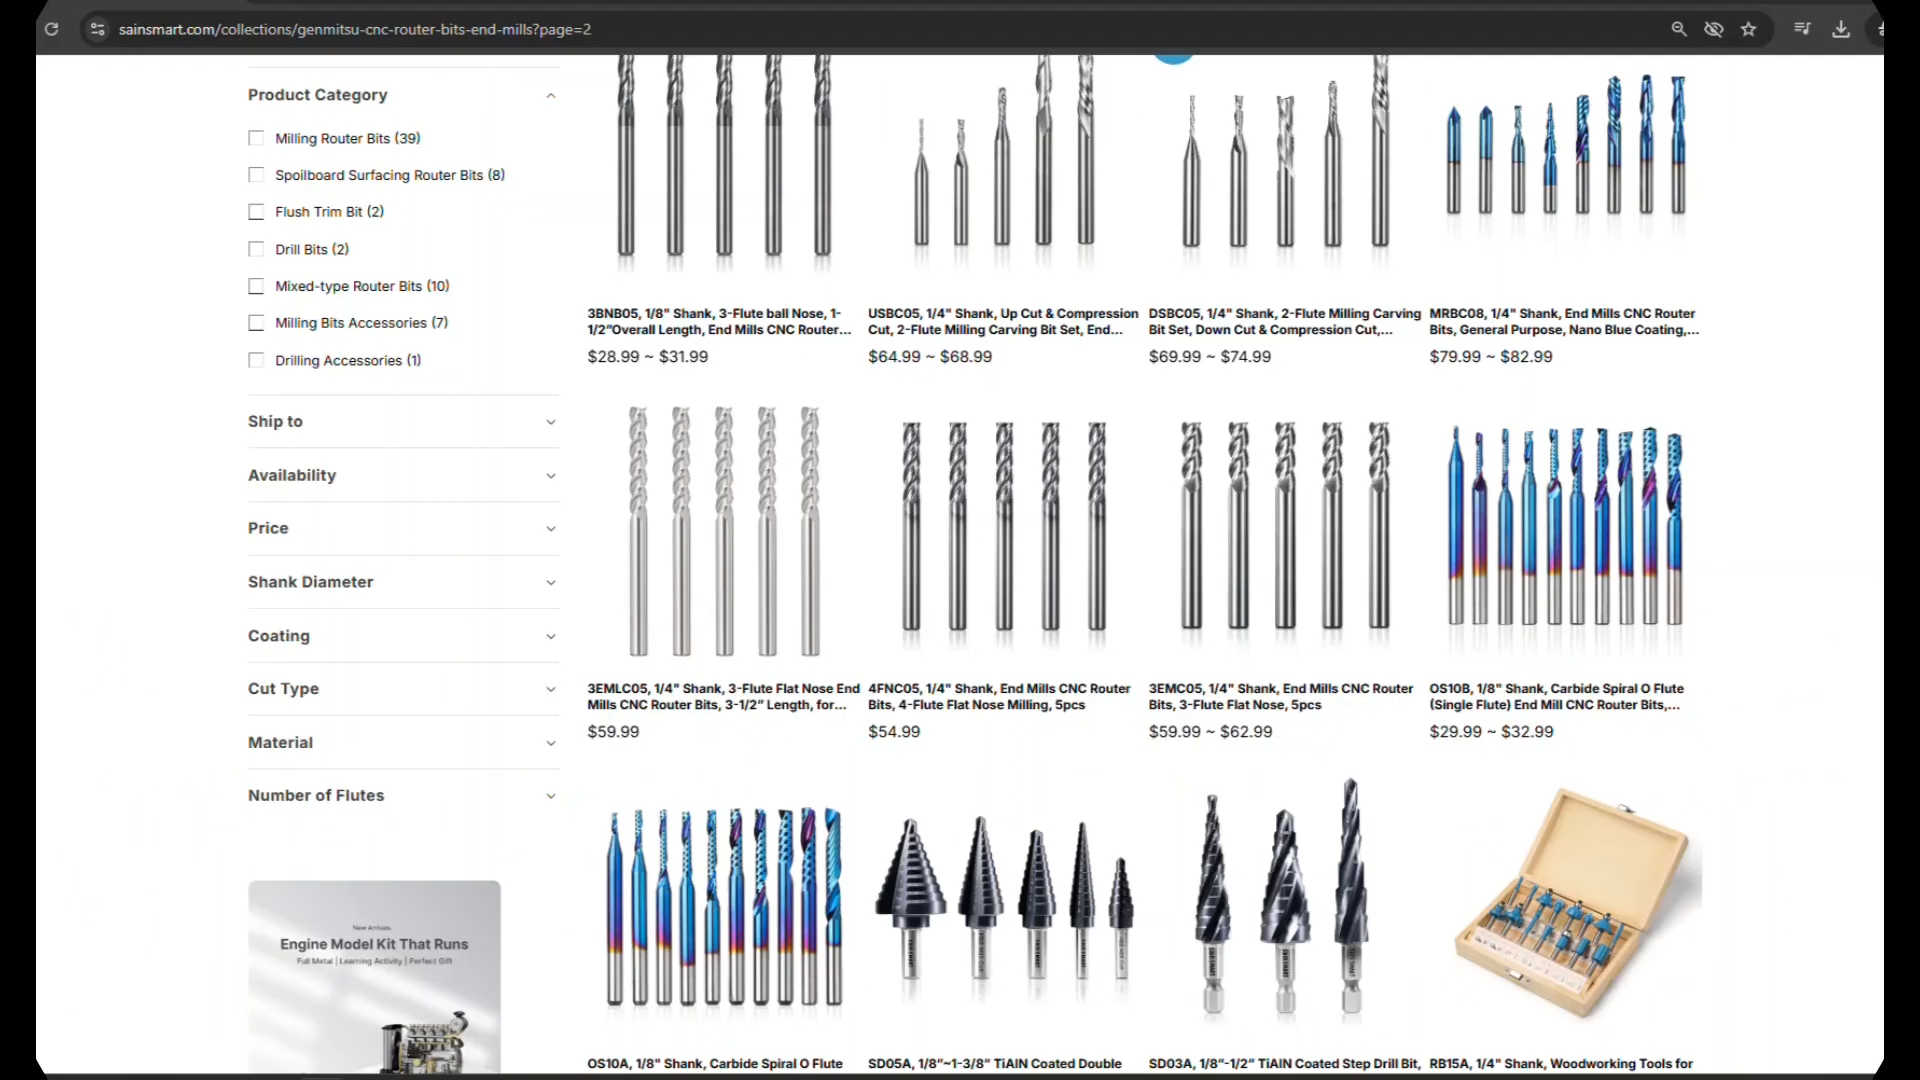 sainsmart.com/collections/genmitsu-cnc-router-bits-end-mills?page=2
Product Category
Milling Router Bits (39)
Spoilboard Surfacing Router Bits (8)
Flush Trim Bit (2)
Drill Bits (2)
Mixed-type Router Bits (10)
Milling Bits Accessories (7)
Drilling Accessories (1)
Ship to
Availability
Price
Shank Diameter
Coating
Cut Type
Material
Number of Flutes
New Arrivals
Engine Model Kit That Runs
Full Metal | Learning Activity | Perfect Gift
3BNB05, 1/8" Shank, 3-Flute ball Nose, 1-
1/2”Overall Length, End Mills CNC Router...
$28.99 ~ $31.99
USBC05, 1/4" Shank, Up Cut & Compression
Cut, 2-Flute Milling Carving Bit Set, End...
$64.99 ~ $68.99
DSBC05, 1/4" Shank, 2-Flute Milling Carving
Bit Set, Down Cut & Compression Cut,...
$69.99 ~ $74.99
MRBC08, 1/4" Shank, End Mills CNC Router
Bits, General Purpose, Nano Blue Coating,...
$79.99 ~ $82.99
3EMLC05, 1/4" Shank, 3-Flute Flat Nose End
Mills CNC Router Bits, 3-1/2” Length, for...
$59.99
4FNC05, 1/4" Shank, End Mills CNC Router
Bits, 4-Flute Flat Nose Milling, 5pcs
$54.99
3EMC05, 1/4" Shank, End Mills CNC Router
Bits, 3-Flute Flat Nose, 5pcs
$59.99 ~ $62.99
OS10B, 1/8" Shank, Carbide Spiral O Flute
(Single Flute) End Mill CNC Router Bits,...
$29.99 ~ $32.99
OS10A, 1/8" Shank, Carbide Spiral O Flute
SD05A, 1/8”~1-3/8” TiAlN Coated Double
SD03A, 1/8”-1/2” TiAlN Coated Step Drill Bit,
RB15A, 1/4" Shank, Woodworking Tools for